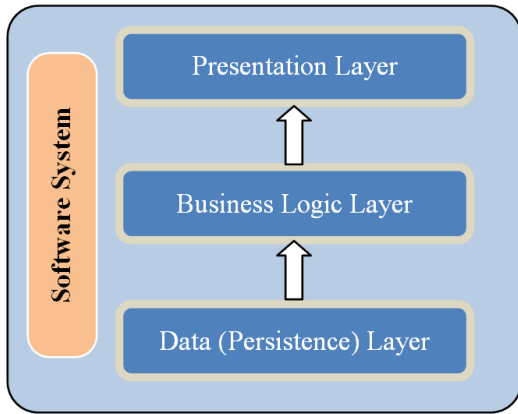 Software System
Presentation Layer
Business Logic Layer
Data (Persistence) Layer